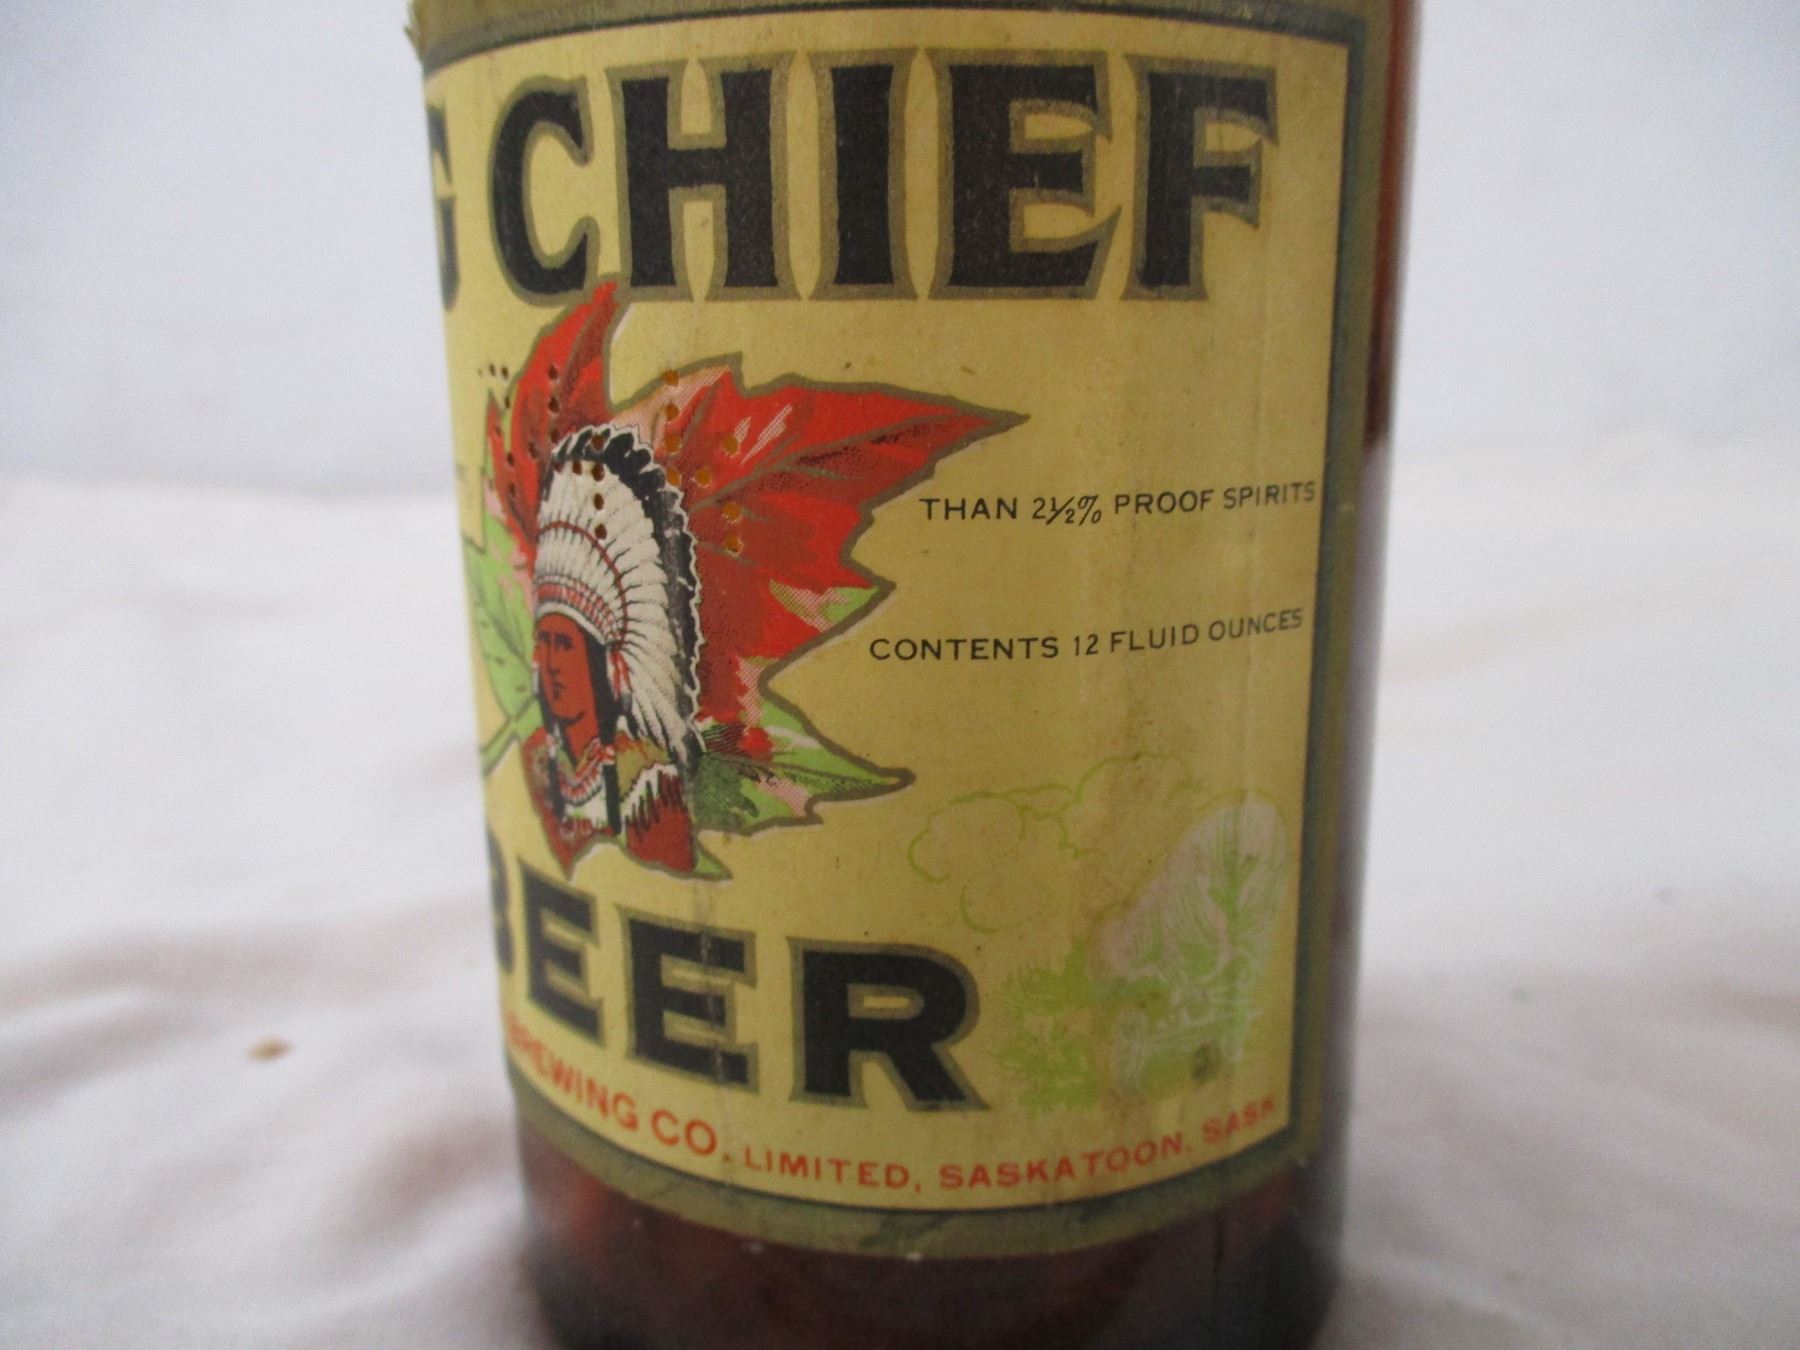 G CHIEF
THAN 2½% PROOF SPIRITS
CONTENTS 12 FLUID OUNCES
BEER
BREWING CO. LIMITED, SASKATOON, SASK